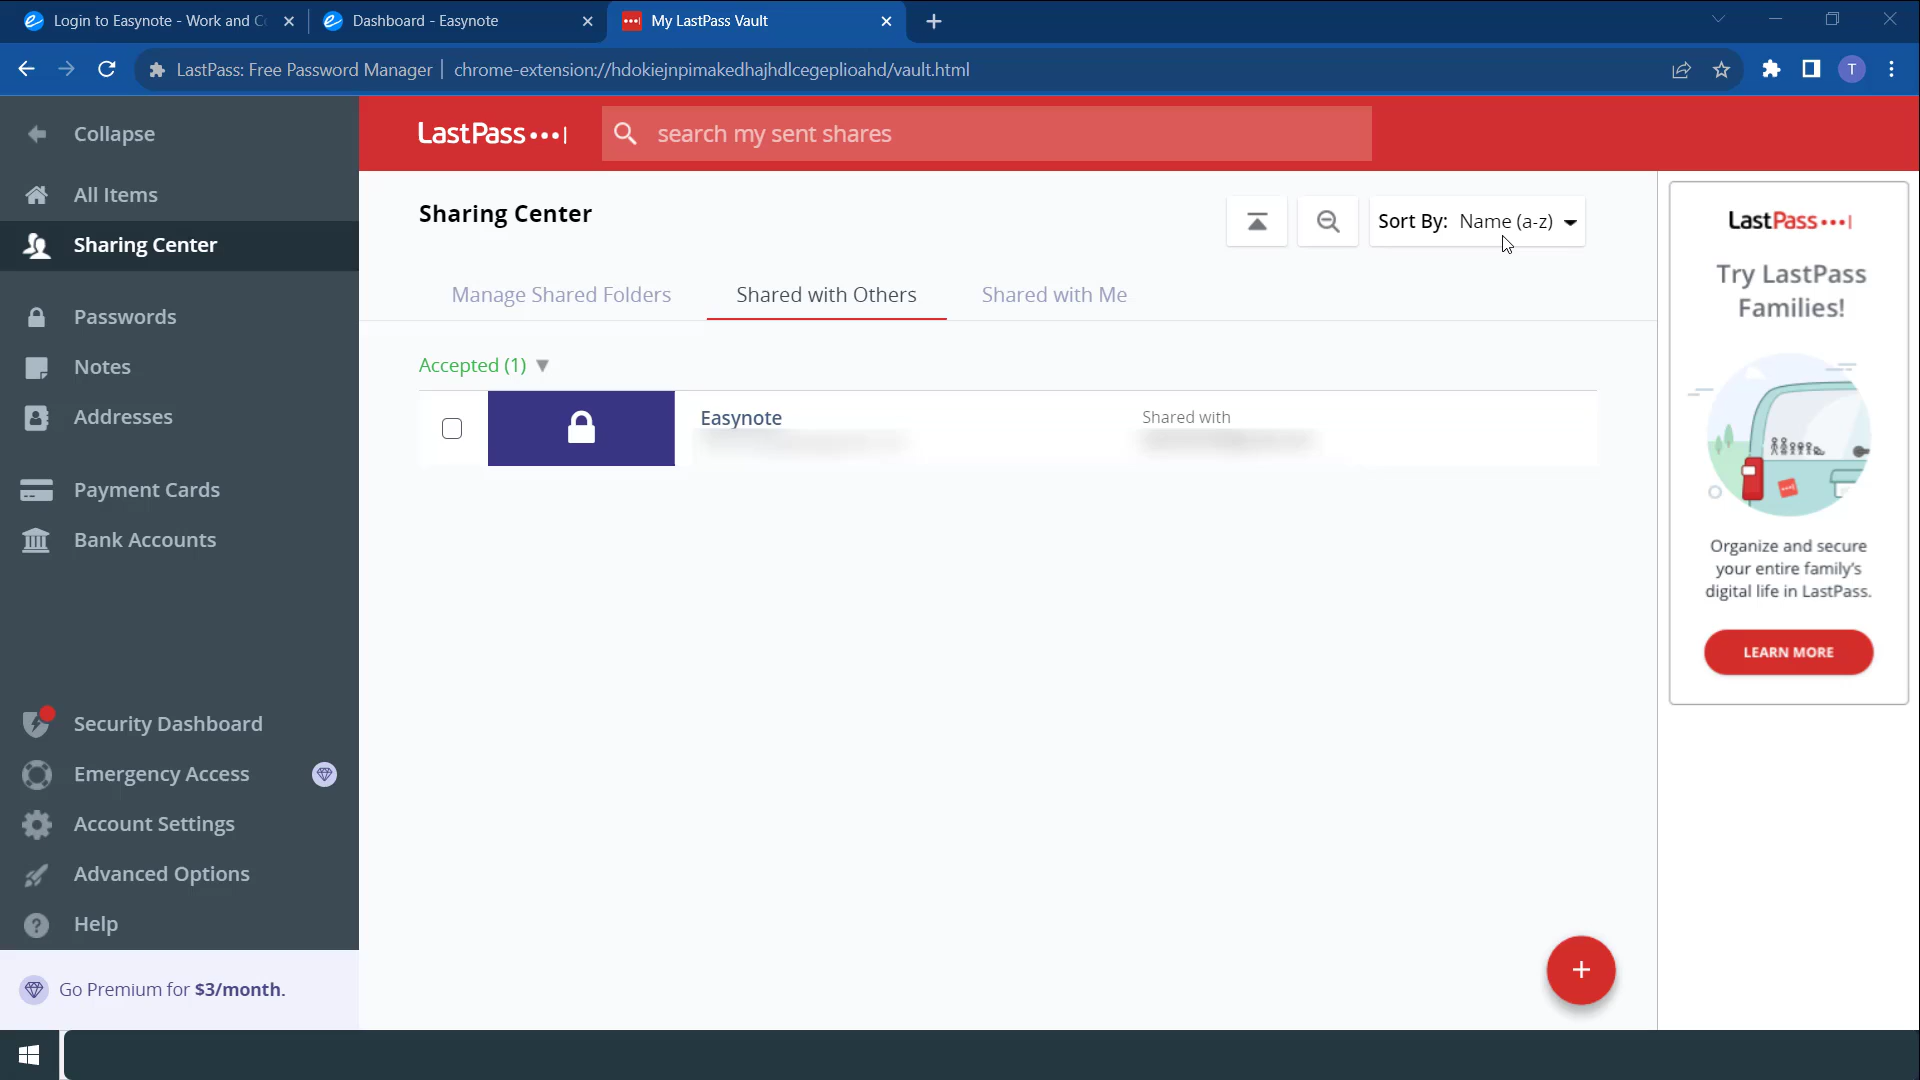 Login to Easynote - Work and C
Dashboard - Easynote
My LastPass Vault
LastPass: Free Password Manager
chrome-extension://hdokiejnpimakedhajhdlcegeplioahd/vault.html
T
Collapse
All Items
Sharing Center
Passwords
Notes
Addresses
Payment Cards
Bank Accounts
Security Dashboard
Emergency Access
Account Settings
Advanced Options
Help
Go Premium for $3/month.
LastPass
search my sent shares
Sharing Center
Sort By: Name (a-z)
Manage Shared Folders
Shared with Others
Shared with Me
Accepted (1)
Easynote
Shared with
LastPass
Try LastPass
Families!
Organize and secure
your entire family's
digital life in LastPass.
LEARN MORE